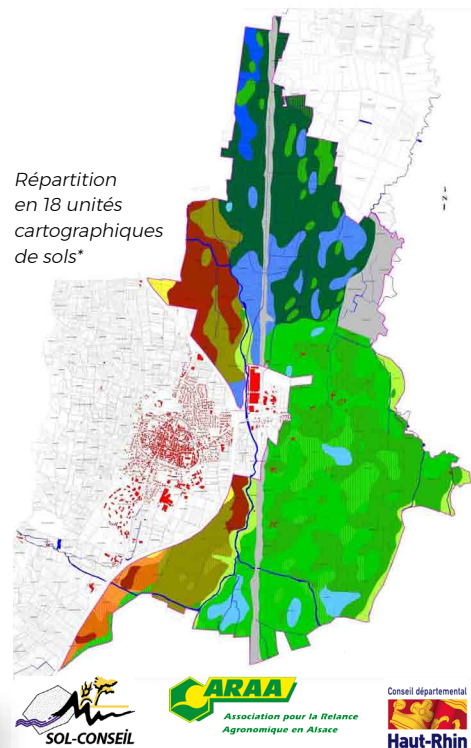 Répartition
en 18 unités
cartographiques
de sols*
SOL-CONSEIL
ARAA
Association pour la Relance
Agronomique en Alsace
Conseil départemental
Haut-Rhin